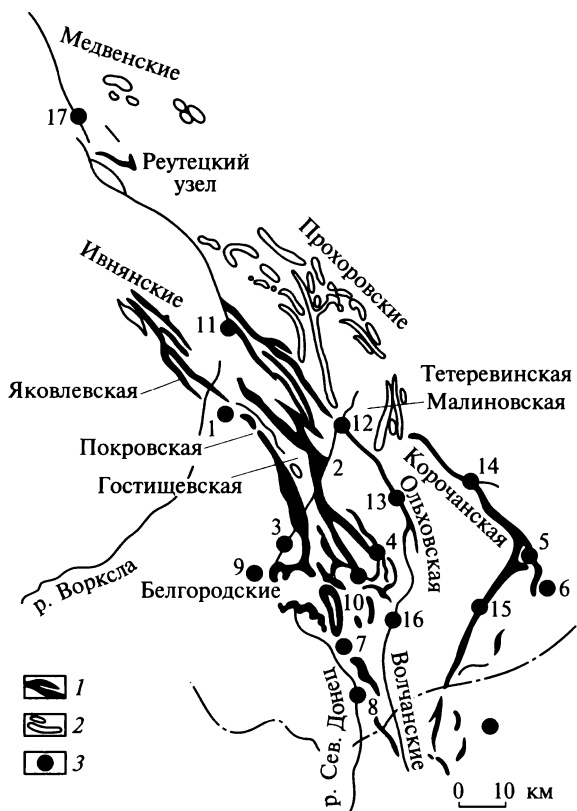 Медвенские
17
Реутецкий
узел
Прохоровские
Ивнянские
11
Яковлевская
1
Тетеревинская
Малиновская
12
Покровская
2
Гостищевская
Корочанская
14
13
Ольховская
3
4
5
9
6
р. Ворксла
Белгородские
10
15
16
7
Волчанские
8
р. Сев. Донец
1
2
3
0 10 км